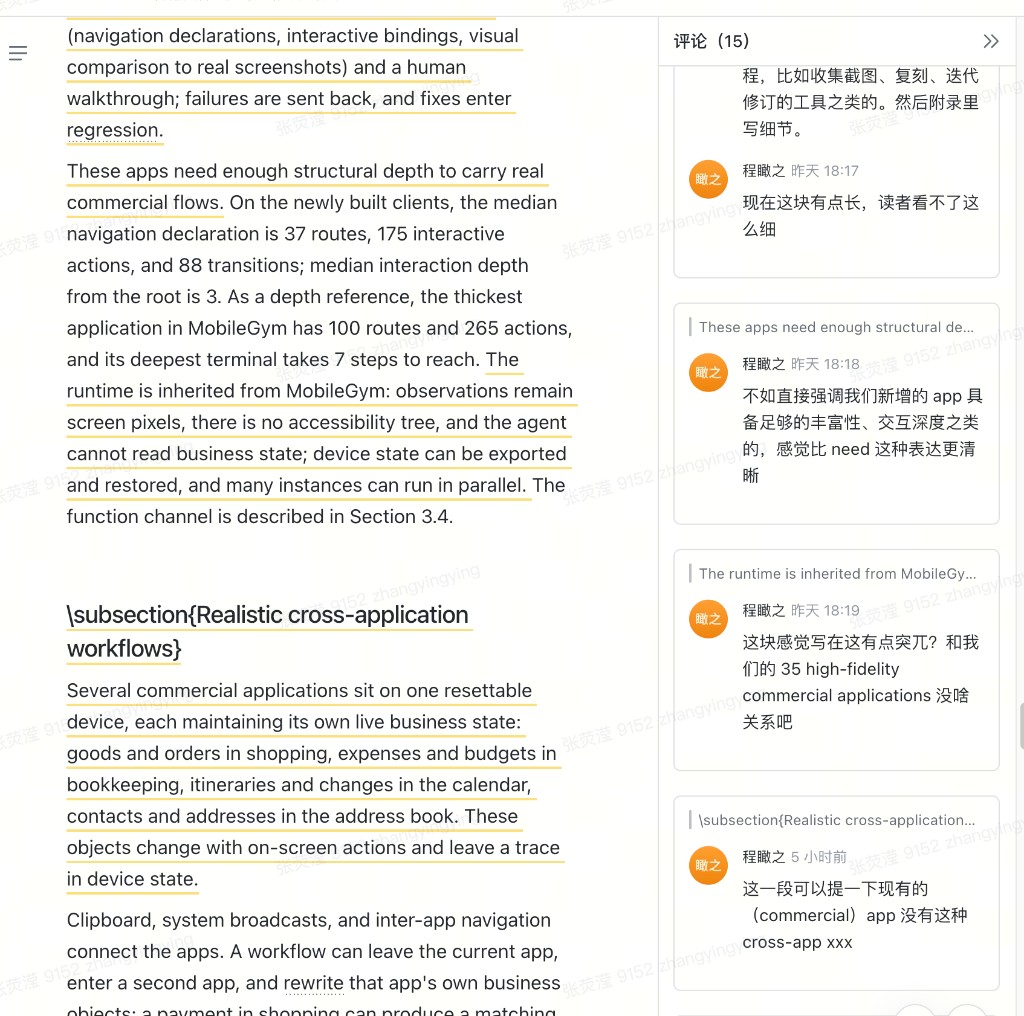 (navigation declarations, interactive bindings, visual
comparison to real screenshots) and a human
walkthrough; failures are sent back, and fixes enter
regression.
These apps need enough structural depth to carry real
commercial flows. On the newly built clients, the median
navigation declaration is 37 routes, 175 interactive
actions, and 88 transitions; median interaction depth
from the root is 3. As a depth reference, the thickest
application in MobileGym has 100 routes and 265 actions,
and its deepest terminal takes 7 steps to reach. The
runtime is inherited from MobileGym: observations remain
screen pixels, there is no accessibility tree, and the agent
cannot read business state; device state can be exported
and restored, and many instances can run in parallel. The
function channel is described in Section 3.4.
\subsection{Realistic cross-application
workflows}
Several commercial applications sit on one resettable
device, each maintaining its own live business state:
goods and orders in shopping, expenses and budgets in
bookkeeping, itineraries and changes in the calendar,
contacts and addresses in the address book. These
objects change with on-screen actions and leave a trace
in device state.
Clipboard, system broadcasts, and inter-app navigation
connect the apps. A workflow can leave the current app,
enter a second app, and rewrite that app's own business
objects: a payment in shopping can produce a matching
评论（15）
程，比如收集截图、复刻、迭代
修订的工具之类的。然后附录里
写细节。
瞰之
程瞰之 昨天 18:17
现在这块有点长，读者看不了这
么细
These apps need enough structural de...
瞰之
程瞰之 昨天 18:18
不如直接强调我们新增的 app 具
备足够的丰富性、交互深度之类
的，感觉比 need 这种表达更清
晰
The runtime is inherited from MobileGy...
瞰之
程瞰之 昨天 18:19
这块感觉写在这有点突兀？和我
们的 35 high-fidelity
commercial applications 没啥
关系吧
\subsection{Realistic cross-application...
瞰之
程瞰之 5 小时前
这一段可以提一下现有的
（commercial）app 没有这种
cross-app xxx
张荧滢 9152 zhangyingying